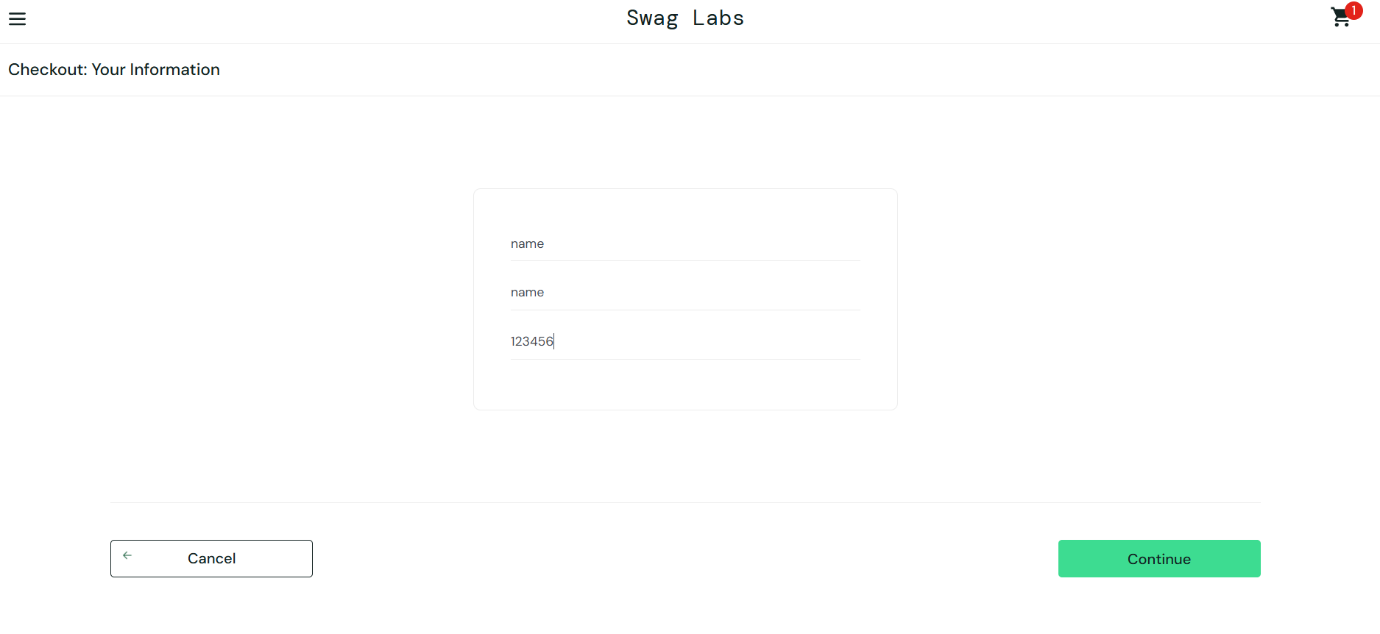 Swag Labs
1
Checkout: Your Information
name
name
123456
Cancel
Continue